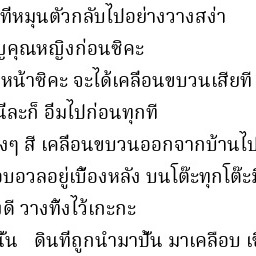 ที่หมุนตัวกลับไปอย่างวางสง่า
คุณหญิงก่อนซิคะ
หน้าซิคะ จะได้เคลื่อนขบวนเสียที
นี่ละก็ อึมไปก่อนทุกที
งๆ สี เคลื่อนขบวนออกจากบ้านไป
อบอวลอยู่เบื้องหลัง บนโต๊ะทุกโต๊ะมี
ดี วางทิ้งไว้เกะกะ
นั้น ดินที่ถูกนำมาปั้น มาเคลือบ